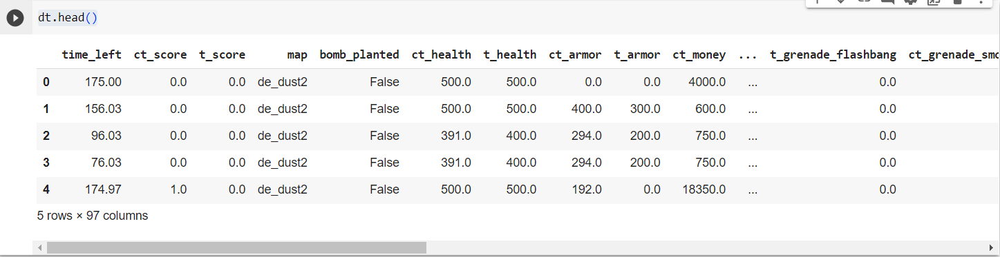 dt.head()
time_left ct_score t_score map bomb_planted ct_health t_health ct_armor t_armor ct_money ... t_grenade_flashbang ct_grenade_smo
0 175.00 0.0 0.0 de_dust2 False 500.0 500.0 0.0 0.0 4000.0 ... 0.0
1 156.03 0.0 0.0 de_dust2 False 500.0 500.0 400.0 300.0 600.0 ... 0.0
2 96.03 0.0 0.0 de_dust2 False 391.0 400.0 294.0 200.0 750.0 ... 0.0
3 76.03 0.0 0.0 de_dust2 False 391.0 400.0 294.0 200.0 750.0 ... 0.0
4 174.97 1.0 0.0 de_dust2 False 500.0 500.0 192.0 0.0 18350.0 ... 0.0
5 rows × 97 columns